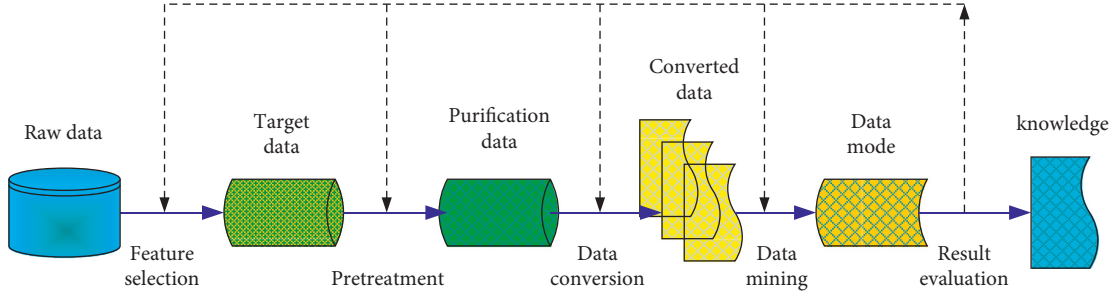 Raw data
Target
data
Purification
data
Converted
data
Data
mode
knowledge
Feature
selection
Pretreatment
Data
conversion
Data
mining
Result
evaluation